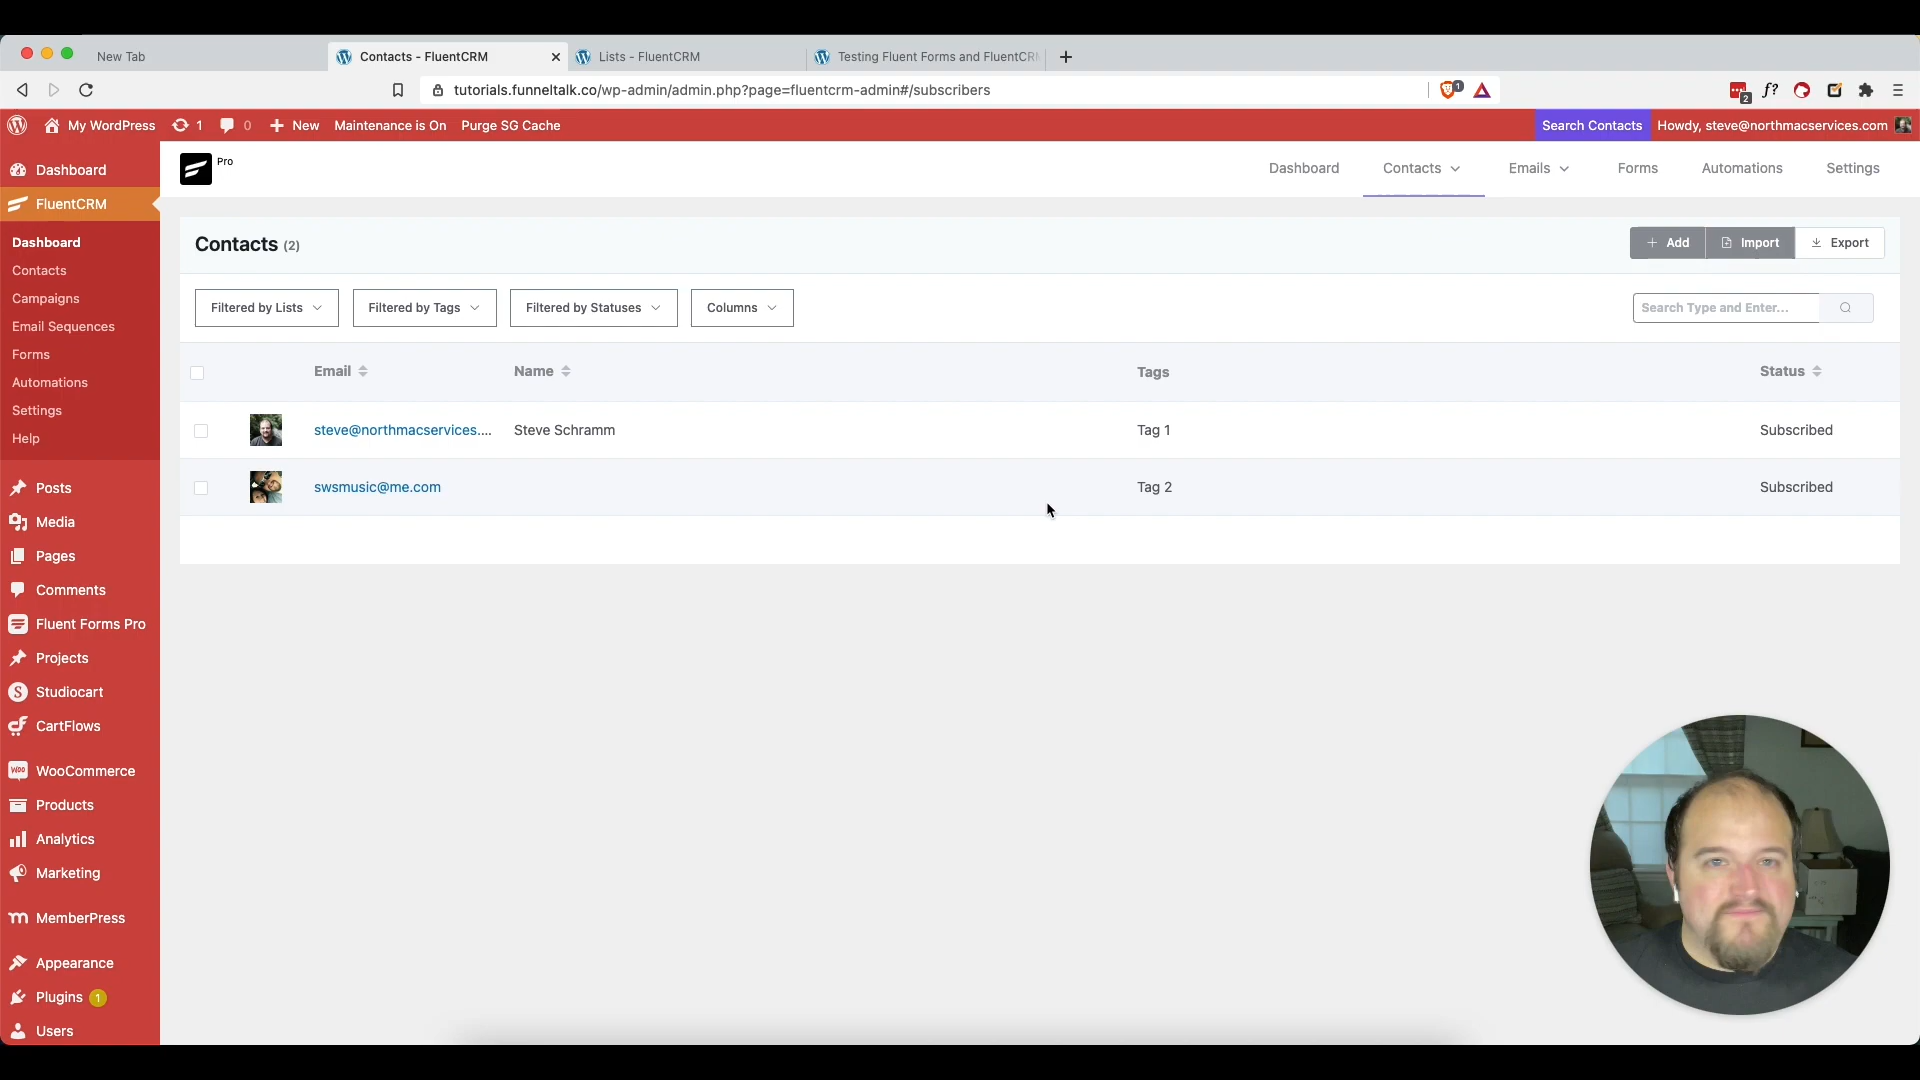 New Tab
Contacts - FluentCRM
Lists - FluentCRM
Testing Fluent Forms and FluentCR
tutorials.funneltalk.co/wp-admin/admin.php?page=fluentcrm-admin#/subscribers
1
2
f?
My WordPress
1
0
New
Maintenance is On
Purge SG Cache
Search Contacts
Howdy, steve@northmacservices.com
Dashboard
FluentCRM
Dashboard
Contacts
Campaigns
Email Sequences
Forms
Automations
Settings
Help
Posts
Media
Pages
Comments
Fluent Forms Pro
Projects
S Studiocart
CartFlows
Woo WooCommerce
Products
Analytics
Marketing
m MemberPress
Appearance
Plugins 1
Users
Pro
Dashboard
Contacts
Emails
Forms
Automations
Settings
Contacts (2)
Add
Import
Export
Filtered by Lists
Filtered by Tags
Filtered by Statuses
Columns
Search Type and Enter...
Email
Name
Tags
Status
steve@northmacservices.... Steve Schramm Tag 1 Subscribed
swsmusic@me.com Tag 2 Subscribed